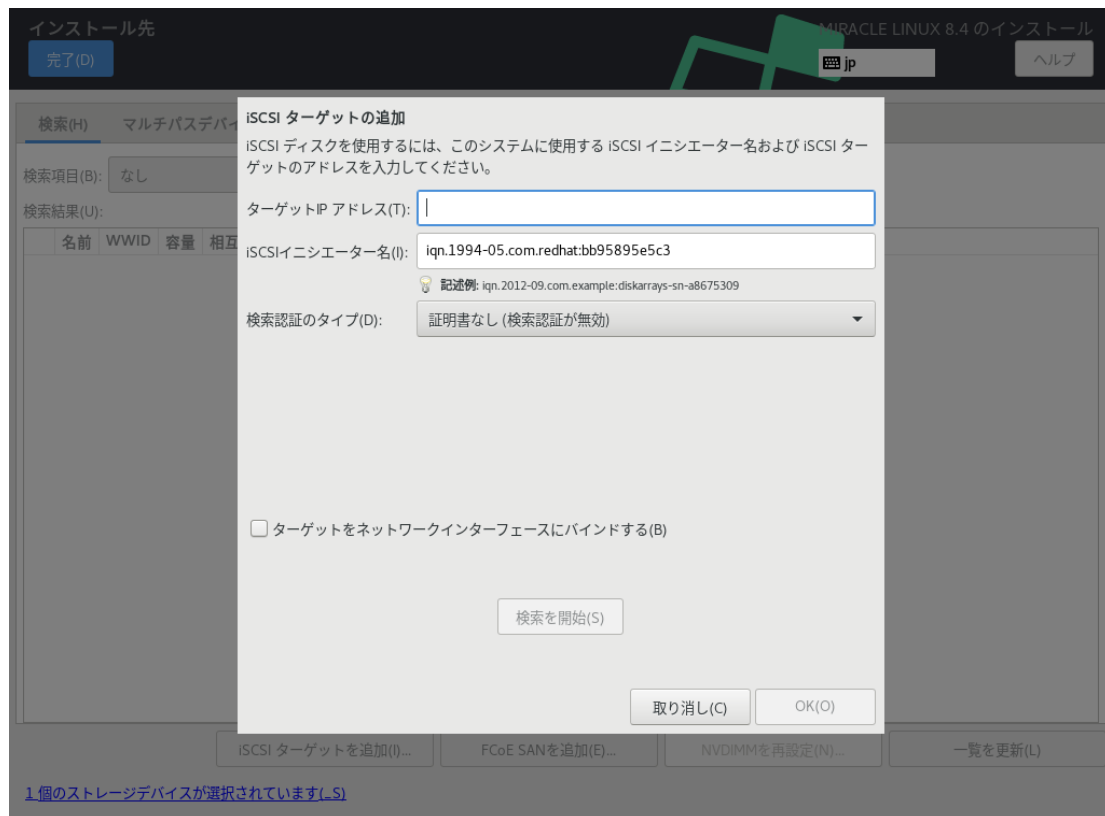 インストール先
MIRACLE LINUX 8.4 のインストール
完了(D)
jp
ヘルプ
検索(H)
マルチパスデバイ
検索項目(B): なし
検索結果(U):
名前 WWID 容量 相互
iSCSI ターゲットの追加
iSCSI ディスクを使用するには、このシステムに使用する iSCSI イニシエーター名および iSCSI ター
ゲットのアドレスを入力してください。
ターゲットIP アドレス(T):
iSCSIイニシエーター名(I): iqn.1994-05.com.redhat:bb95895e5c3
記述例: iqn.2012-09.com.example:diskarrays-sn-a8675309
検索認証のタイプ(D): 証明書なし (検索認証が無効)
ターゲットをネットワークインターフェースにバインドする(B)
検索を開始(S)
取り消し(C) OK(O)
iSCSI ターゲットを追加(I)... FCoE SANを追加(E)... NVDIMMを再設定(N)... 一覧を更新(L)
1 個のストレージデバイスが選択されています(_S)